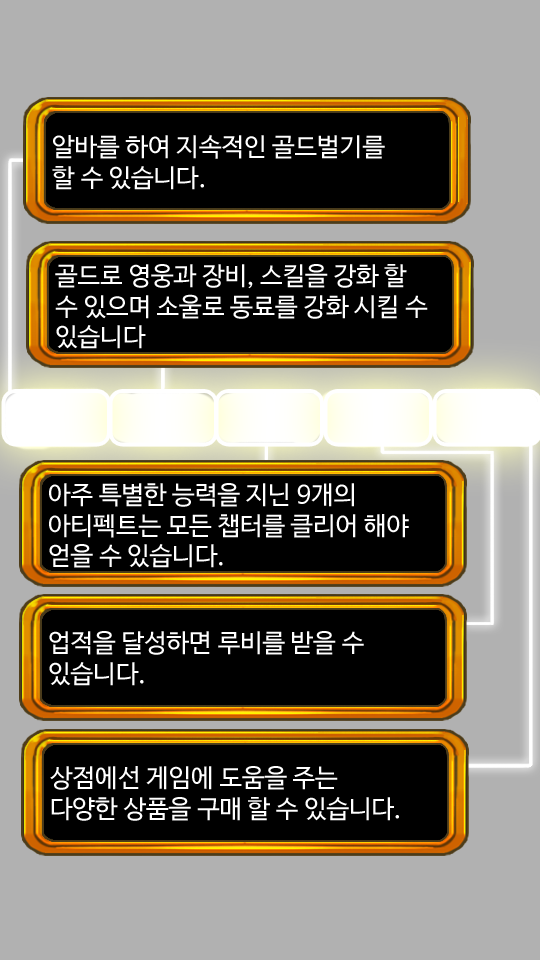 알바를 하여 지속적인 골드벌기를
할 수 있습니다.
골드로 영웅과 장비, 스킬을 강화 할
수 있으며 소울로 동료를 강화 시킬 수
있습니다
아주 특별한 능력을 지닌 9개의
아티펙트는 모든 챕터를 클리어 해야
얻을 수 있습니다.
업적을 달성하면 루비를 받을 수
있습니다.
상점에선 게임에 도움을 주는
다양한 상품을 구매 할 수 있습니다.